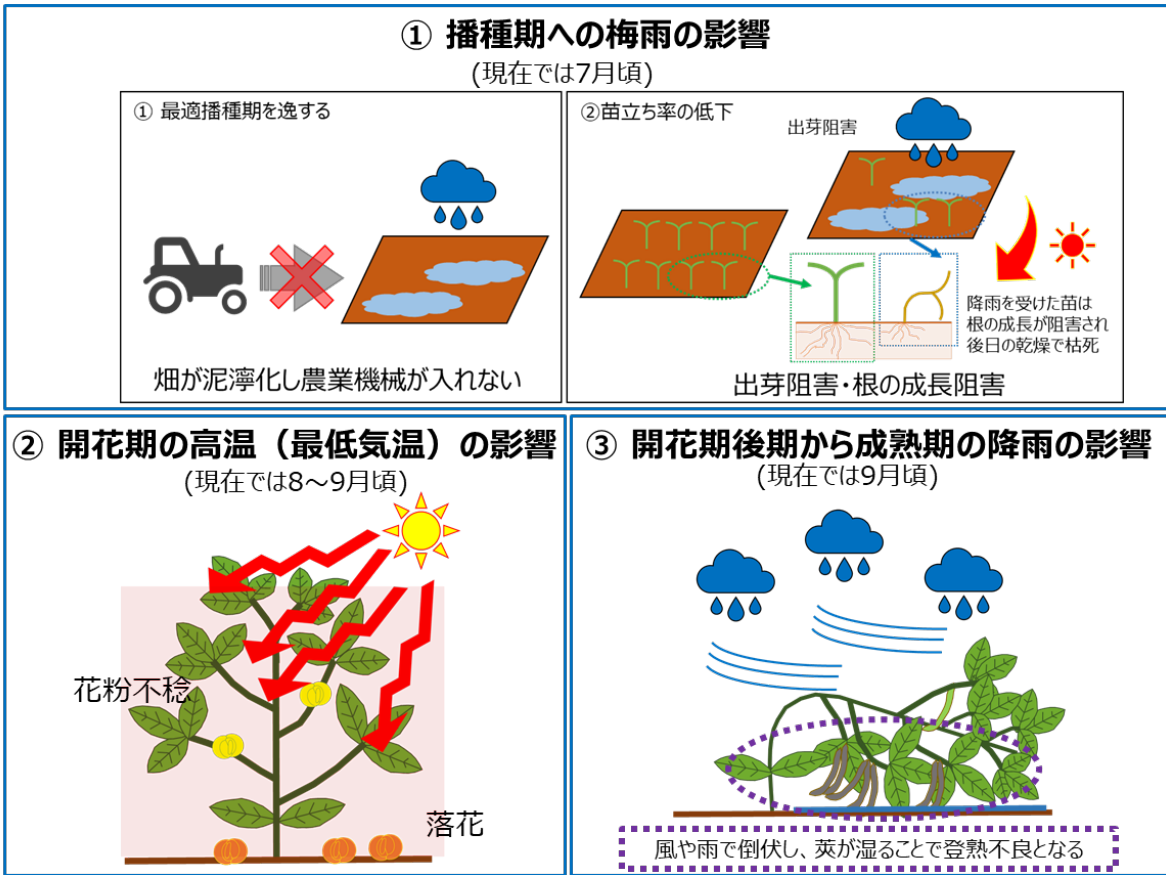 ① 播種期への梅雨の影響
(現在では7月頃)
① 最適播種期を逸する
畑が泥濘化し農業機械が入れない
②苗立ち率の低下
出芽阻害
降雨を受けた苗は
根の成長が阻害され
後日の乾燥で枯死
出芽阻害・根の成長阻害
② 開花期の高温（最低気温）の影響
(現在では8～9月頃)
花粉不稔
落花
③ 開花期後期から成熟期の降雨の影響
(現在では9月頃)
風や雨で倒伏し、莢が湿ることで登熟不良となる